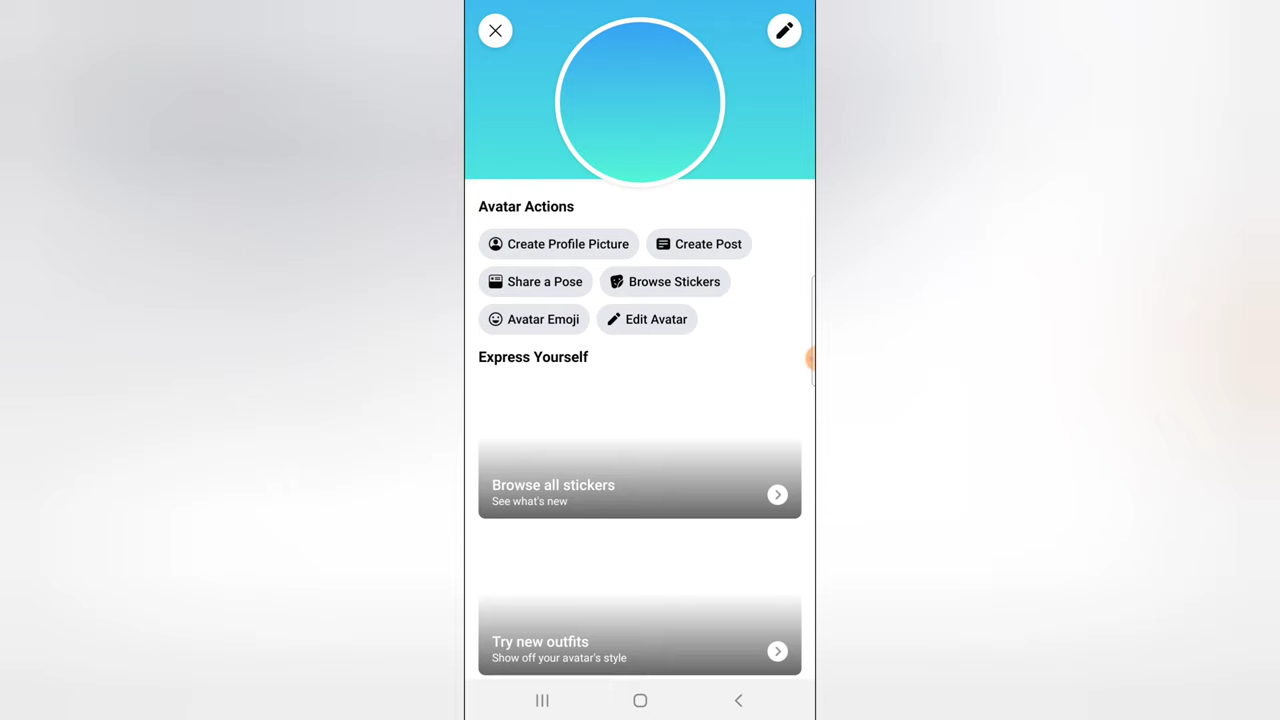 Avatar Actions
Create Profile Picture
Create Post
Share a Pose
Browse Stickers
Avatar Emoji
Edit Avatar
Express Yourself
Browse all stickers
See what's new
Try new outfits
Show off your avatar's style